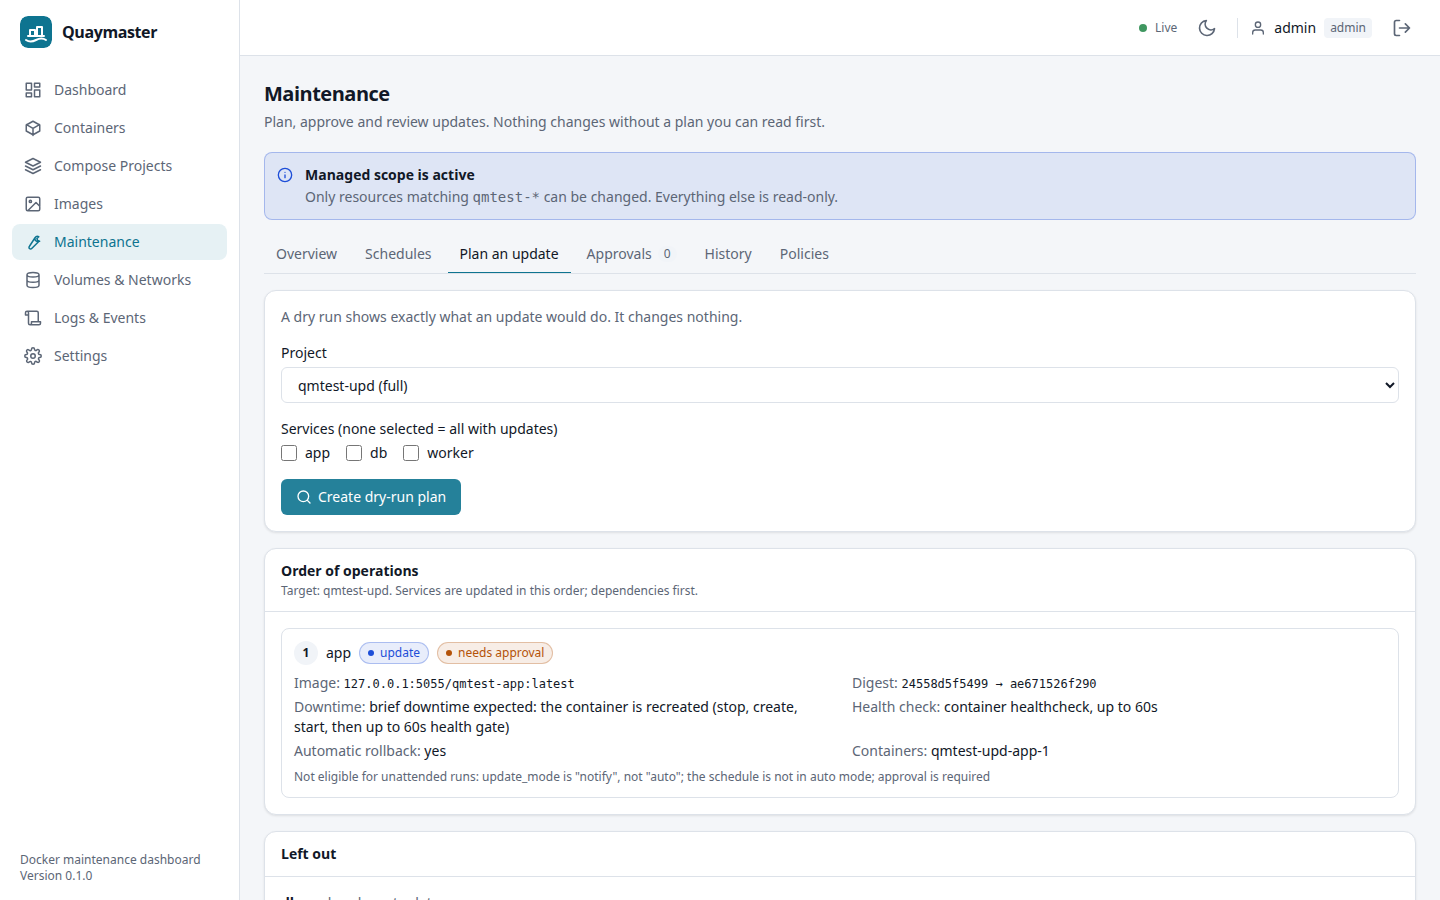 Quaymaster
Live
admin
admin
Dashboard
Containers
Compose Projects
Images
Maintenance
Volumes & Networks
Logs & Events
Settings
Docker maintenance dashboard
Version 0.1.0
Maintenance
Plan, approve and review updates. Nothing changes without a plan you can read first.
Managed scope is active
Only resources matching qmtest-* can be changed. Everything else is read-only.
Overview
Schedules
Plan an update
Approvals 0
History
Policies
A dry run shows exactly what an update would do. It changes nothing.
Project
qmtest-upd (full)
Services (none selected = all with updates)
app
db
worker
Create dry-run plan
Order of operations
Target: qmtest-upd. Services are updated in this order; dependencies first.
1 app update needs approval
Image: 127.0.0.1:5055/qmtest-app:latest
Digest: 24558d5f5499 → ae671526f290
Downtime: brief downtime expected: the container is recreated (stop, create,
start, then up to 60s health gate)
Health check: container healthcheck, up to 60s
Automatic rollback: yes
Containers: qmtest-upd-app-1
Not eligible for unattended runs: update_mode is "notify", not "auto"; the schedule is not in auto mode; approval is required
Left out